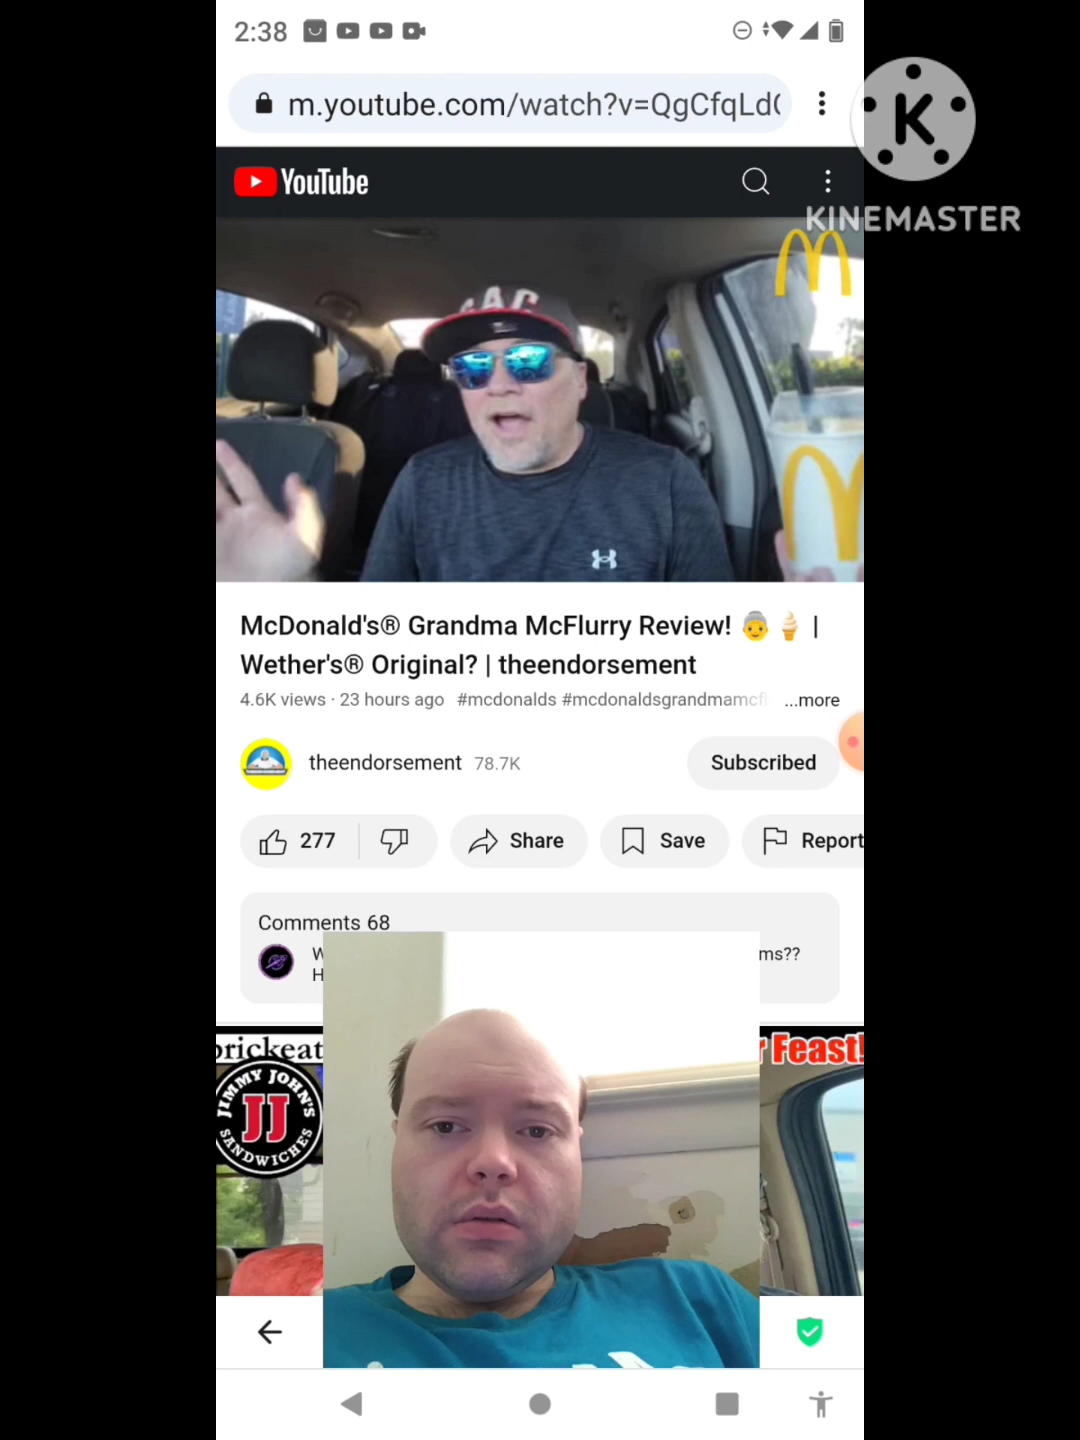 2:38
m.youtube.com/watch?v=QgCfqLd
K
KINEMASTER
YouTube
McDonald's® Grandma McFlurry Review! 👵🍦 |
Wether's® Original? | theendorsement
4.6K views · 23 hours ago #mcdonalds #mcdonaldsgrandmamcfl ...more
theendorsement 78.7K
Subscribed
277
Share
Save
Report
Comments 68
W
ms??
H
brickeat
r Feast!
JIMMY JOHN'S
JJ
SANDWICHES